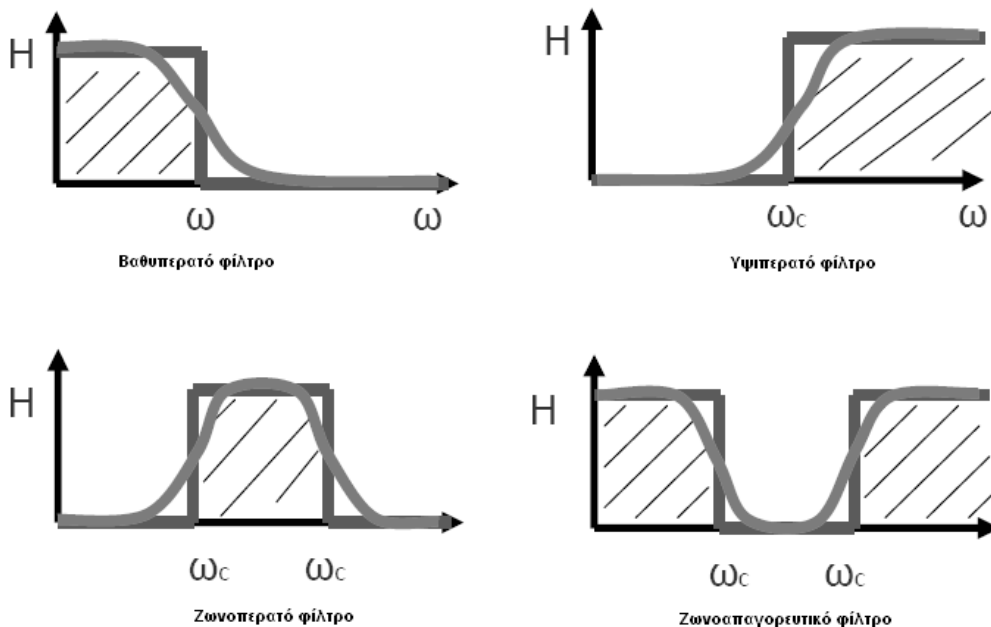 H
ω ω
Βαθυπερατό φίλτρο
H
ωc ω
Υψιπερατό φίλτρο
H
ωc ωc
Ζωνοπερατό φίλτρο
H
ωc ωc
Ζωνοαπαγορευτικό φίλτρο